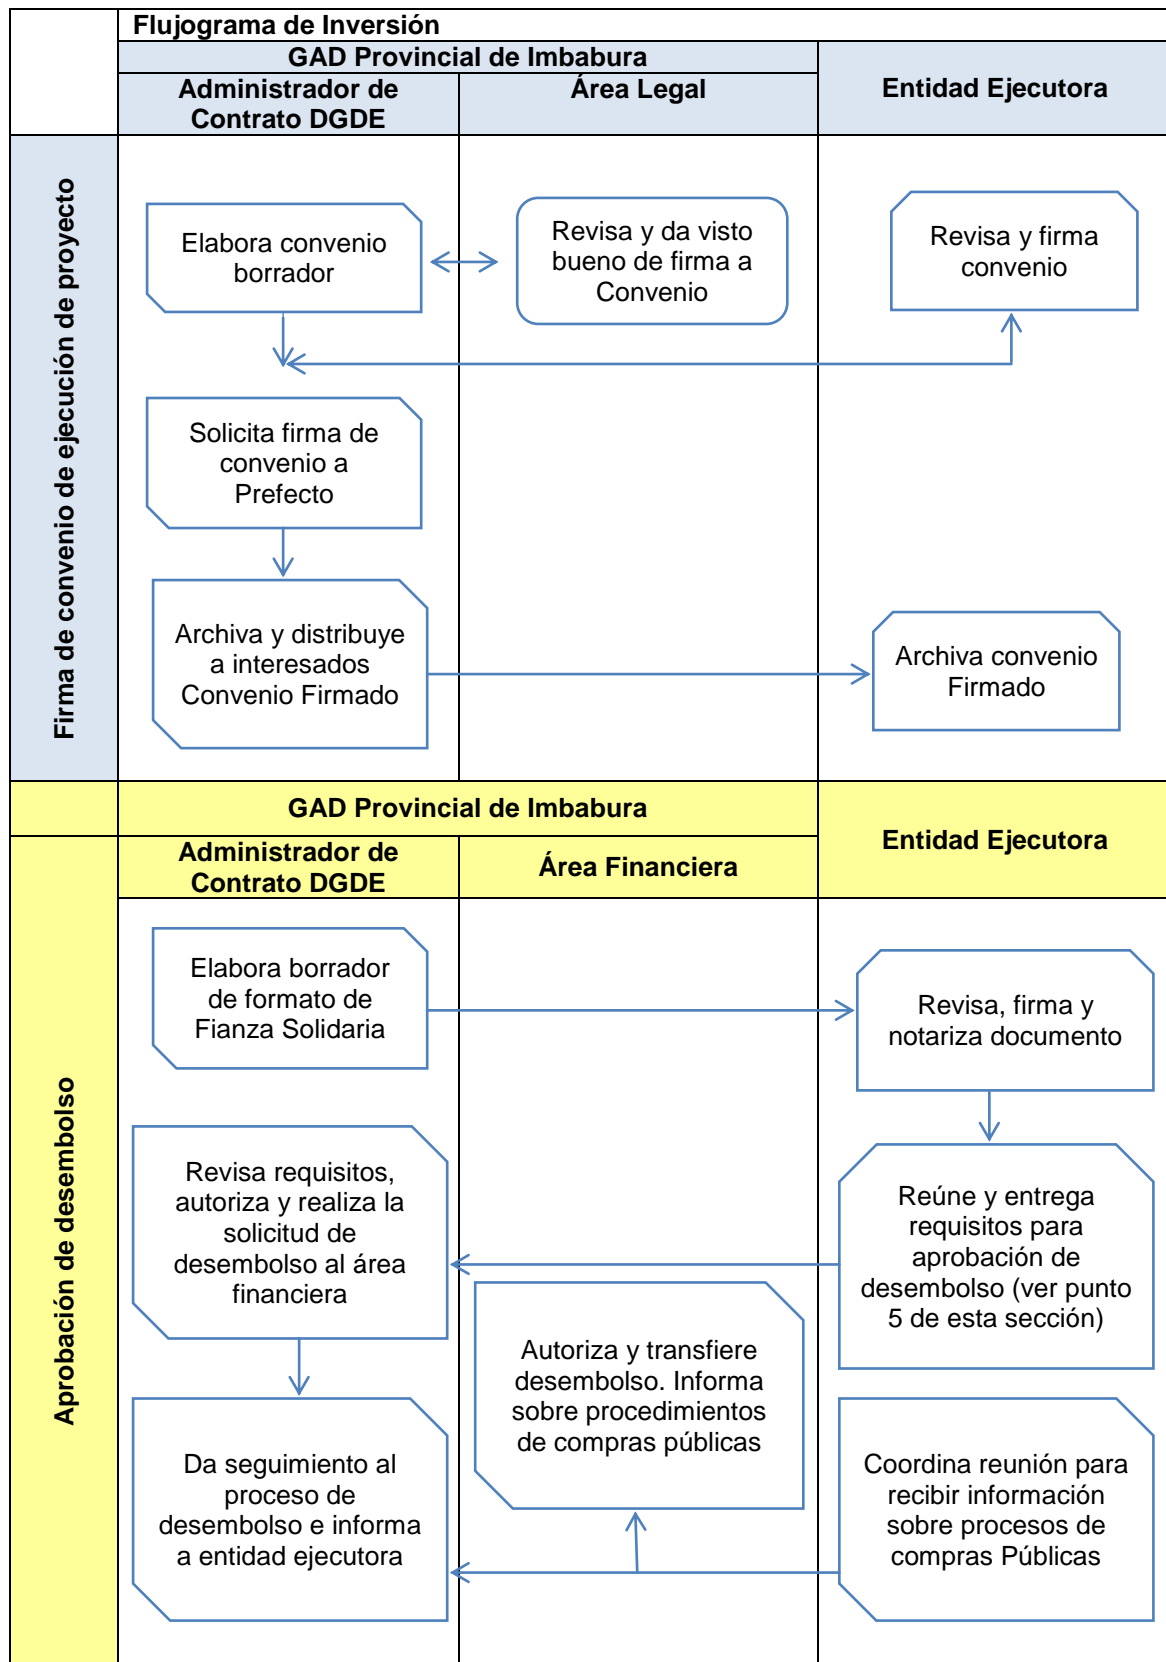 Flujograma de Inversión
GAD Provincial de Imbabura
Entidad Ejecutora
Administrador de
Contrato DGDE
Área Legal
Firma de convenio de ejecución de proyecto
Elabora convenio
borrador
Revisa y da visto
bueno de firma a
Convenio
Revisa y firma
convenio
Solicita firma de
convenio a
Prefecto
Archiva y distribuye
a interesados
Convenio Firmado
Archiva convenio
Firmado
GAD Provincial de Imbabura
Entidad Ejecutora
Administrador de
Contrato DGDE
Área Financiera
Aprobación de desembolso
Elabora borrador
de formato de
Fianza Solidaria
Revisa, firma y
notariza documento
Revisa requisitos,
autoriza y realiza la
solicitud de
desembolso al área
financiera
Reúne y entrega
requisitos para
aprobación de
desembolso (ver punto
5 de esta sección)
Autoriza y transfiere
desembolso. Informa
sobre procedimientos
de compras públicas
Da seguimiento al
proceso de
desembolso e informa
a entidad ejecutora
Coordina reunión para
recibir información
sobre procesos de
compras Públicas